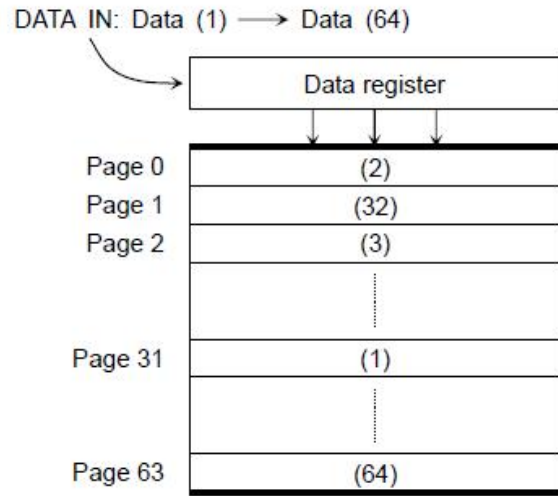 DATA IN: Data (1) → Data (64)
Data register
Page 0 (2)
Page 1 (32)
Page 2 (3)
Page 31 (1)
Page 63 (64)